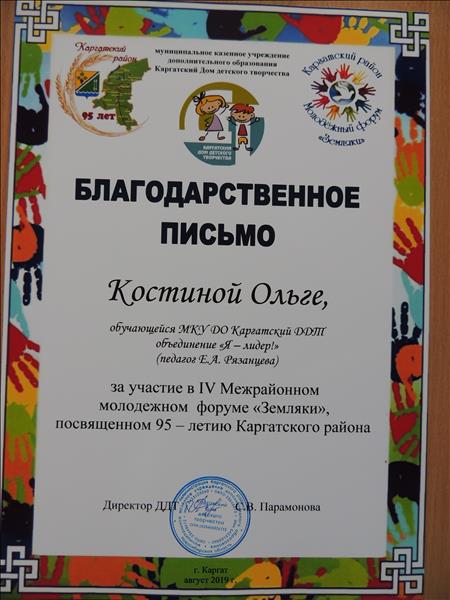 Каргатский
район
95 лет
муниципальное казенное учреждение
дополнительного образования
Каргатский Дом детского творчества
Каргатский район
Молодежный форум
«Земляки»
КАРГАТСКИЙ
ДОМ ДЕТСКОГО
ТВОРЧЕСТВА
БЛАГОДАРСТВЕННОЕ
ПИСЬМО
Костиной Ольге,
обучающейся МКУ ДО Каргатский ДДТ
объединение «Я – лидер!»
(педагог Е.А. Рязанцева)
за участие в IV Межрайонном
молодежном форуме «Земляки»,
посвященном 95 – летию Каргатского района
Директор ДДТ С.В. Парамонова
г. Каргат
август 2019 г.